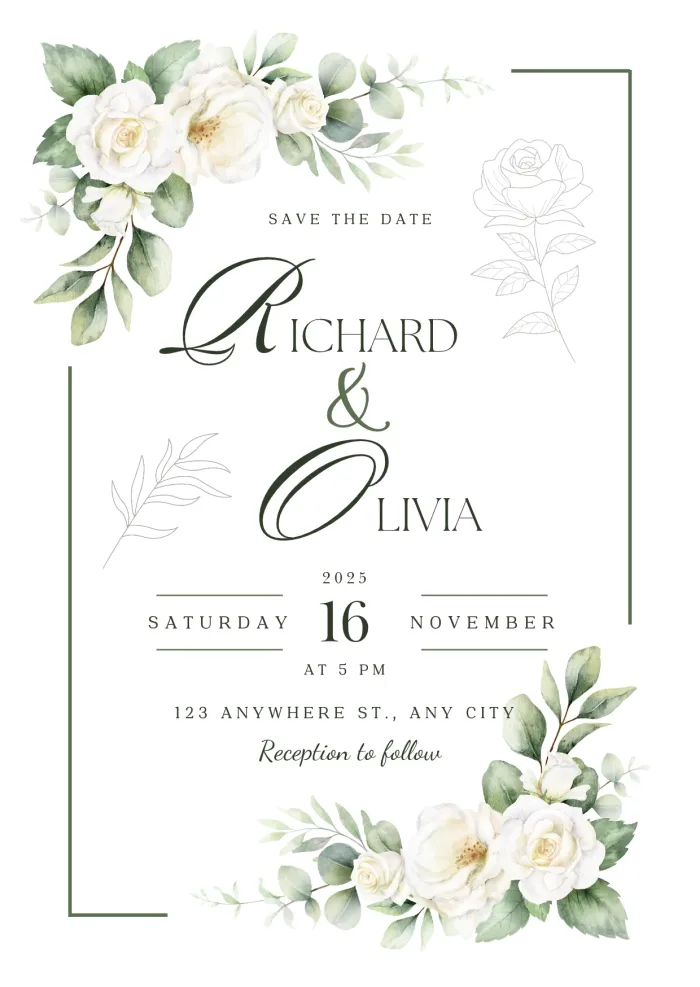 SAVE THE DATE
RICHARD
&
OLIVIA
2025
SATURDAY 16 NOVEMBER
AT 5 PM
123 ANYWHERE ST., ANY CITY
Reception to follow